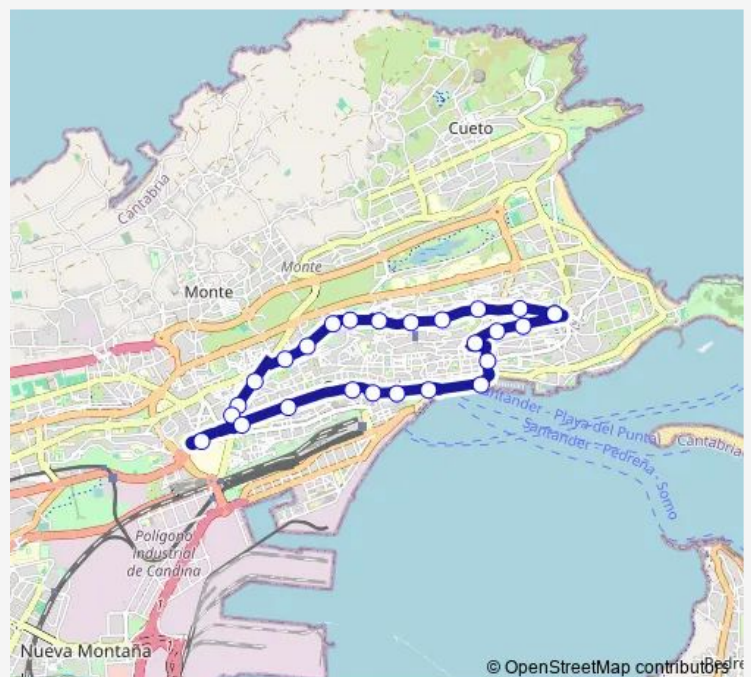 Cueto
Cantabria
Monte
Monte
Santander - Playa del Punta
Cantabria
Santander - Pedreña - Somo
Polígono
Industrial
de Candina
Nueva Montaña
© OpenStreetMap contributors